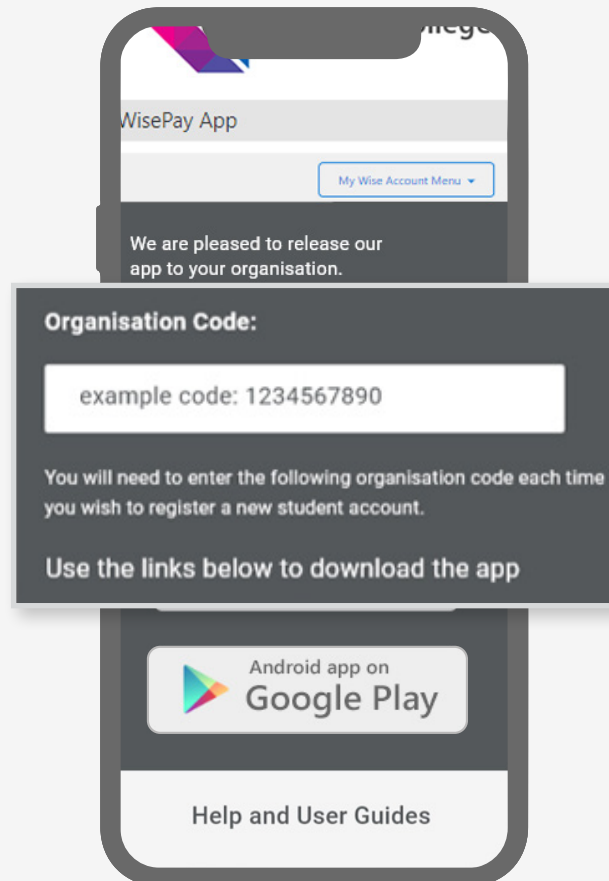 WisePay App
My Wise Account Menu
We are pleased to release our
app to your organisation.
Organisation Code:
example code: 1234567890
You will need to enter the following organisation code each time
you wish to register a new student account.
Use the links below to download the app
Android app on
Google Play
Help and User Guides